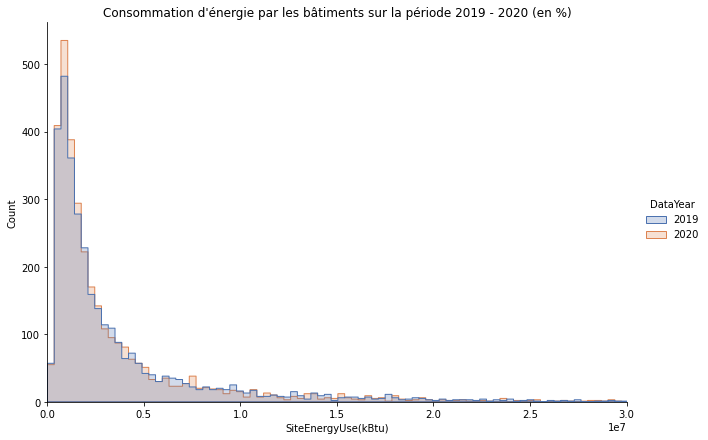 Consommation d'énergie par les bâtiments sur la période 2019 - 2020 (en %)
500
400
300
200
100
0
Count
0.0 0.5 1.0 1.5 2.0 2.5 3.0
1e7
SiteEnergyUse(kBtu)
DataYear
2019
2020